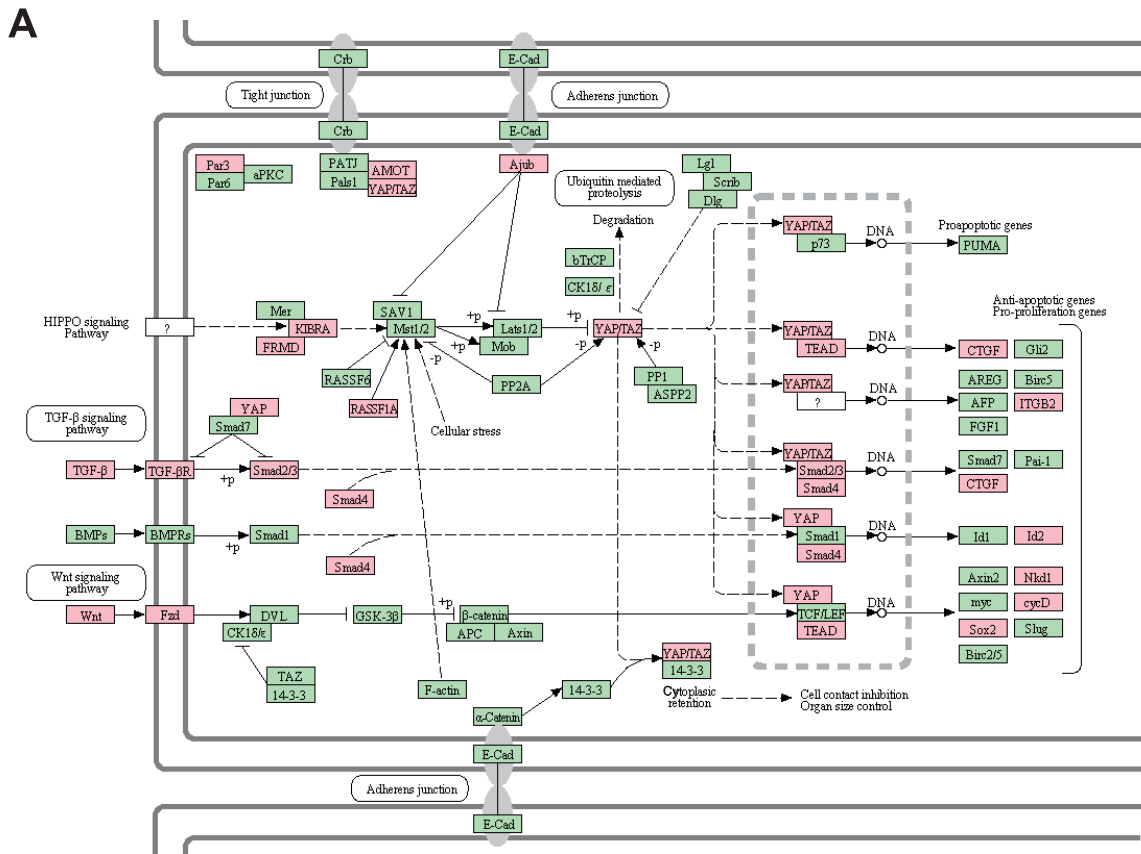 A
Crb
E-Cad
Tight junction
Adherens junction
Crb
E-Cad
Par3
Par6
aPKC
PATJ
Pals1
AMOT
YAP/TAZ
Ajub
Ubiquitin mediated
proteolysis
Degradation
Lgl
Scrib
Dlg
bTrCP
CK1δ/ε
YAP/TAZ
p73
DNA
Proapoptotic genes
PUMA
HIPPO signaling
Pathway
?
Mer
KIBRA
FRMD
SAV1
Mst1/2
+p
+p
-p
Lats1/2
Mob
+p
YAP/TAZ
-p
-p
RASSF6
RASSF1A
PP2A
PP1
ASPP2
Cellular stress
YAP/TAZ
TEAD
DNA
Anti-apoptotic genes
Pro-proliferation genes
CTGF
Gli2
YAP/TAZ
?
DNA
AREG
Birc5
AFP
ITGB2
FGF1
TGF-β signaling
pathway
YAP
Smad7
TGF-β
TGF-βR
+p
Smad2/3
Smad4
YAP/TAZ
Smad2/3
Smad4
DNA
Smad7
Pai-1
CTGF
BMPs
BMPRs
+p
Smad1
Smad4
YAP
Smad1
Smad4
DNA
Id1
Id2
Wnt signaling
pathway
Wnt
Fzd
DVL
CK1δ/ε
GSK-3β
+p
β-catenin
APC
Axin
YAP
TCF/LEF
TEAD
DNA
Axin2
Nkd1
myc
cycD
Sox2
Slug
Birc2/5
TAZ
14-3-3
F-actin
α-Catenin
14-3-3
YAP/TAZ
14-3-3
Cytoplasic
retention
Cell contact inhibition
Organ size control
E-Cad
Adherens junction
E-Cad